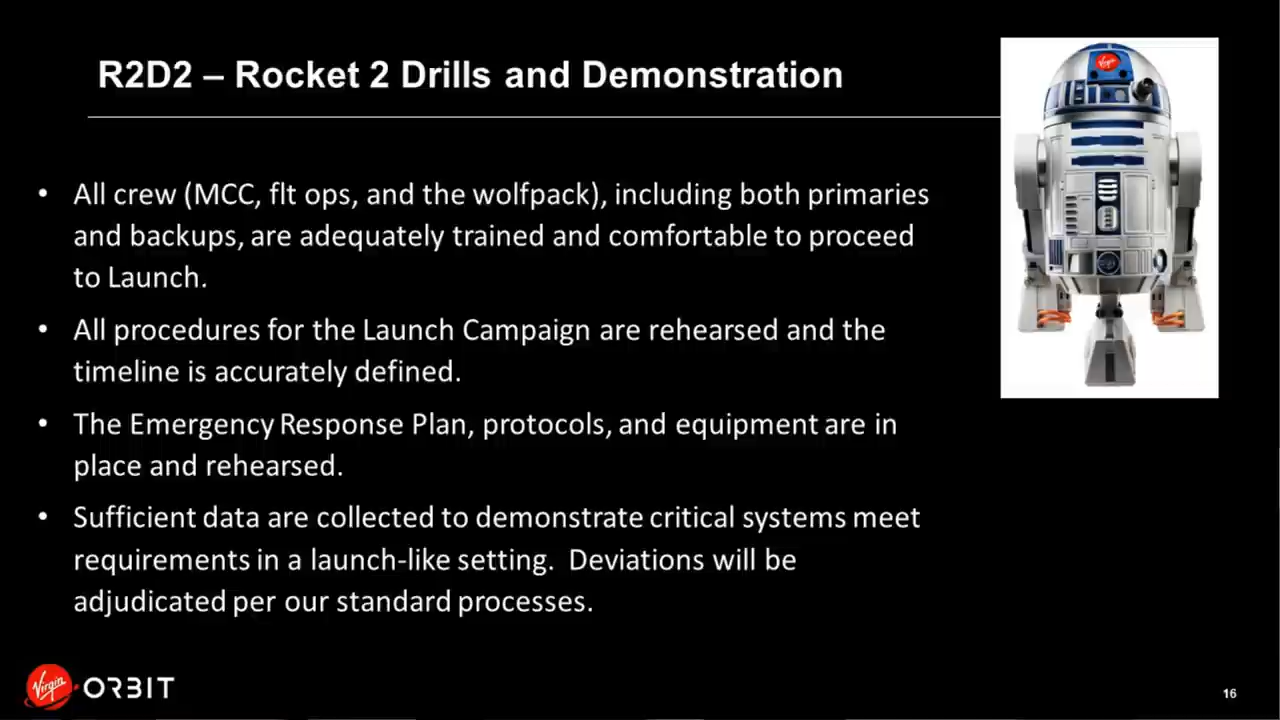 R2D2 – Rocket 2 Drills and Demonstration
Virgin
• All crew (MCC, flt ops, and the wolfpack), including both primaries
and backups, are adequately trained and comfortable to proceed
to Launch.
• All procedures for the Launch Campaign are rehearsed and the
timeline is accurately defined.
• The Emergency Response Plan, protocols, and equipment are in
place and rehearsed.
• Sufficient data are collected to demonstrate critical systems meet
requirements in a launch-like setting.  Deviations will be
adjudicated per our standard processes.
Virgin ORBIT
16